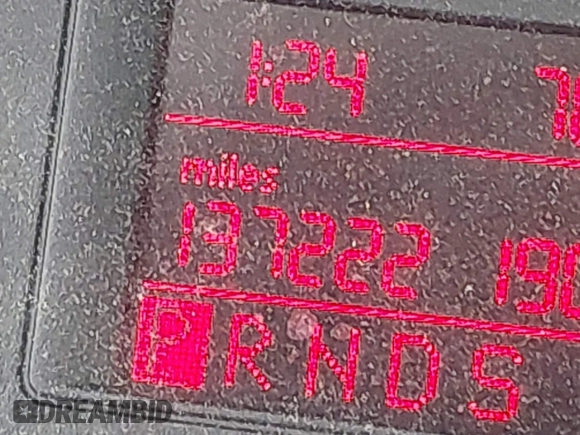 1:24
miles
137222
PRNDS
DREAMBID